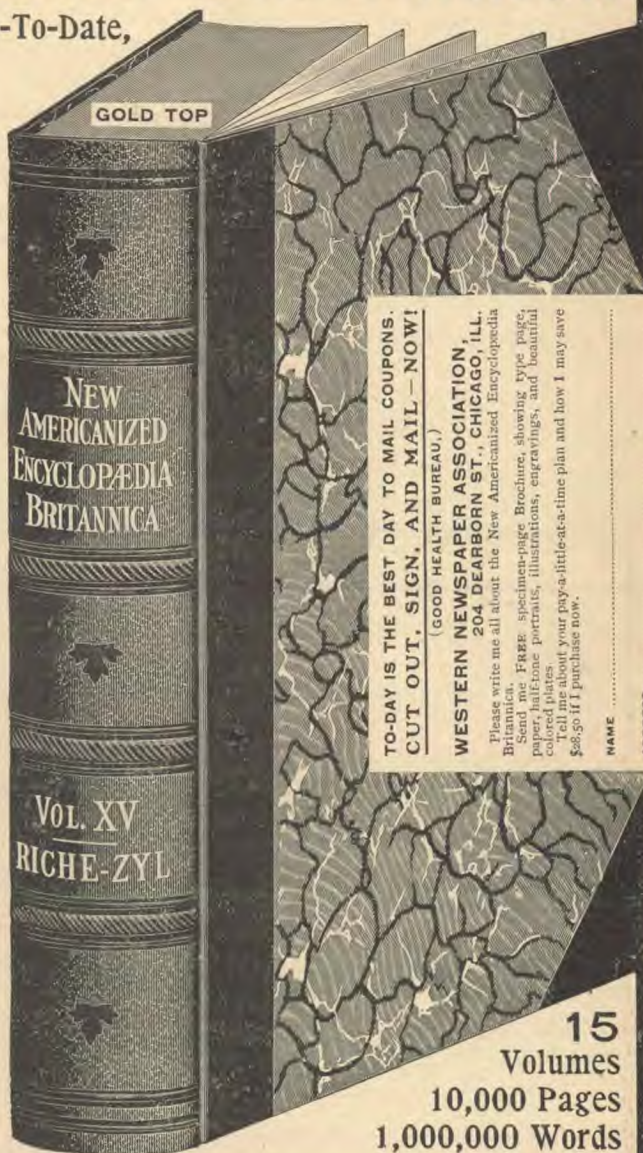 -To-Date,
GOLD TOP
NEW
AMERICANIZED
ENCYCLOPÆDIA
BRITANNICA
VOL. XV
RICHE-ZYL
TO-DAY IS THE BEST DAY TO MAIL COUPONS.
CUT OUT, SIGN, AND MAIL — NOW!
(GOOD HEALTH BUREAU,)
WESTERN NEWSPAPER ASSOCIATION,
204 DEARBORN ST., CHICAGO, ILL.
Please write me all about the New Americanized Encyclopædia
Britannica.
Send me FREE specimen-page Brochure, showing type page,
paper, half-tone portraits, illustrations, engravings, and beautiful
colored plates
Tell me about your pay-a-little-at-a-time plan and how I may save
$28.50 if I purchase now.
NAME
15
Volumes
10,000 Pages
1,000,000 Words